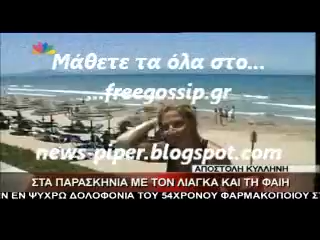 Μάθετε τα όλα στο...
...freegossip.gr
news-piper.blogspot.com
ΑΠΟΣΤΟΛΗ ΚΥΛΛΗΝΗ
ΣΤΑ ΠΑΡΑΣΚΗΝΙΑ ΜΕ ΤΟΝ ΛΙΑΓΚΑ ΚΑΙ ΤΗ ΦΑΙΗ
ΕΝ ΨΥΧΡΩ ΔΟΛΟΦΟΝΙΑ ΤΟΥ 54ΧΡΟΝΟΥ ΦΑΡΜΑΚΟΠΟΙΟΥ ΣΤ